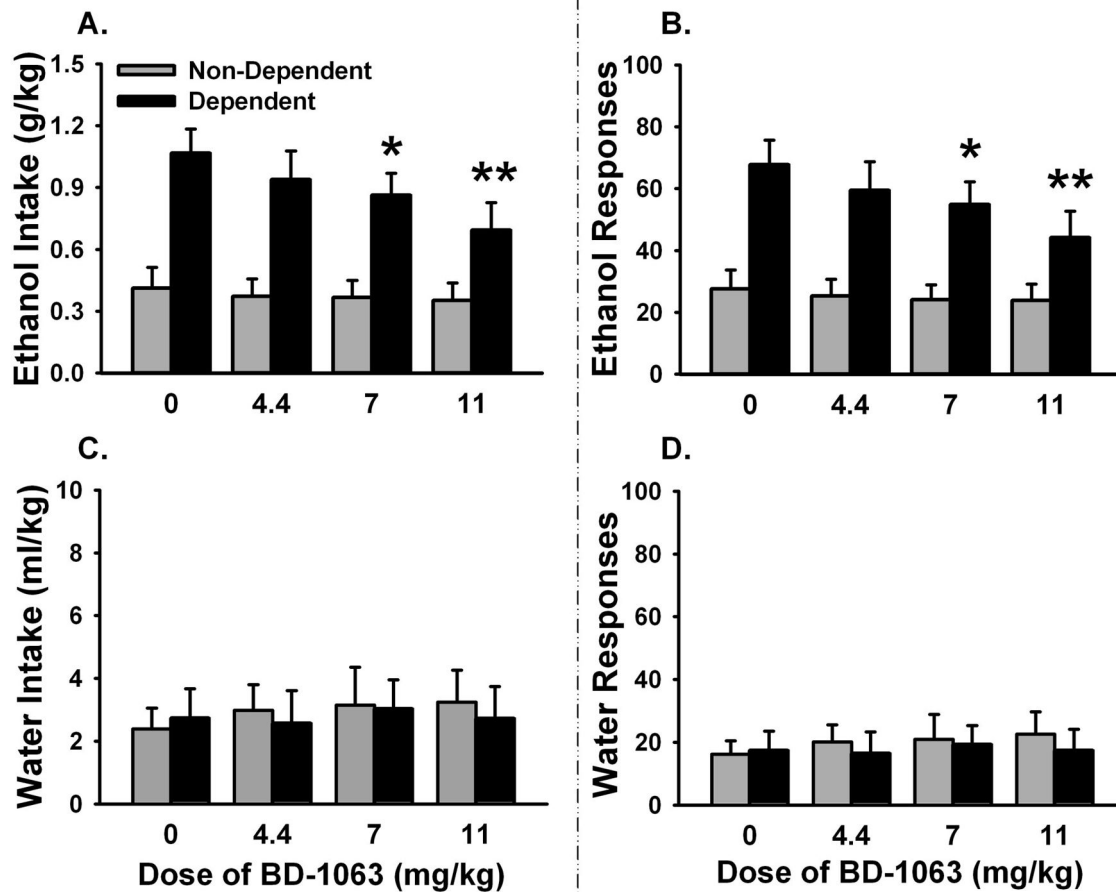 A.
Ethanol Intake (g/kg)
1.5
1.2
0.9
0.6
0.3
0.0
Non-Dependent
Dependent
*
**
0 4.4 7 11
B.
Ethanol Responses
100
80
60
40
20
0
*
**
0 4.4 7 11
C.
Water Intake (ml/kg)
10
8
6
4
2
0
0 4.4 7 11
Dose of BD-1063 (mg/kg)
D.
Water Responses
100
80
60
40
20
0
0 4.4 7 11
Dose of BD-1063 (mg/kg)